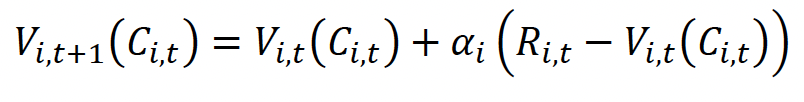 V_{i,t+1}(C_{i,t}) = V_{i,t}(C_{i,t}) + α_i (R_{i,t} − V_{i,t}(C_{i,t}))